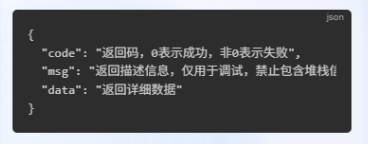 json
{
"code": "返回码，0表示成功，非0表示失败",
"msg": "返回描述信息，仅用于调试，禁止包含堆栈信
"data": "返回详细数据"
}